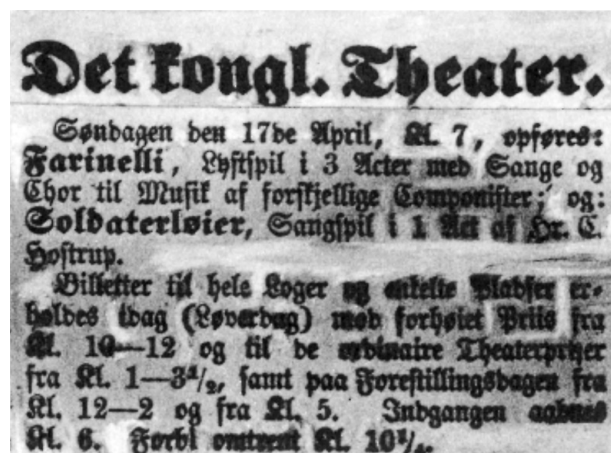 Det kongl. Theater.
Søndagen den 17de April, Kl. 7, opføres:
Farinelli, Lystspil i 3 Acter med Sange og
Chor til Musik af forskjellige Componister; og:
Soldaterløier, Sangspil i 1 Act af Hr. C.
Hostrup.
Billetter til hele Loger og enkelte Pladser er-
holdes idag (Løverdag) mod forhøiet Priis fra
Kl. 10—12 og til de ordinaire Theaterpriser
fra Kl. 1—3½, samt paa Forestillingsdagen fra
Kl. 12—2 og fra Kl. 5. Indgangen aabnes
Kl. 6. Forbi omtrent Kl. 10¼.